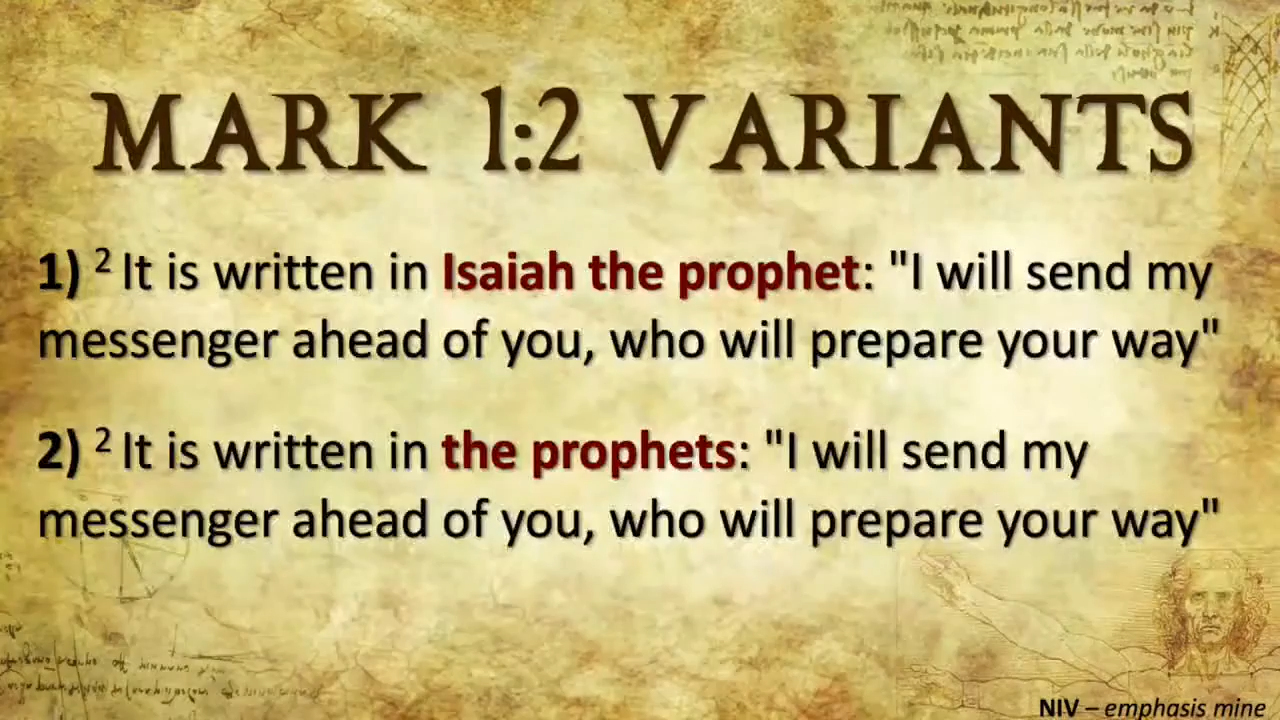 MARK 1:2 VARIANTS
1) 2 It is written in Isaiah the prophet: "I will send my
messenger ahead of you, who will prepare your way"
2) 2 It is written in the prophets: "I will send my
messenger ahead of you, who will prepare your way"
NIV – emphasis mine